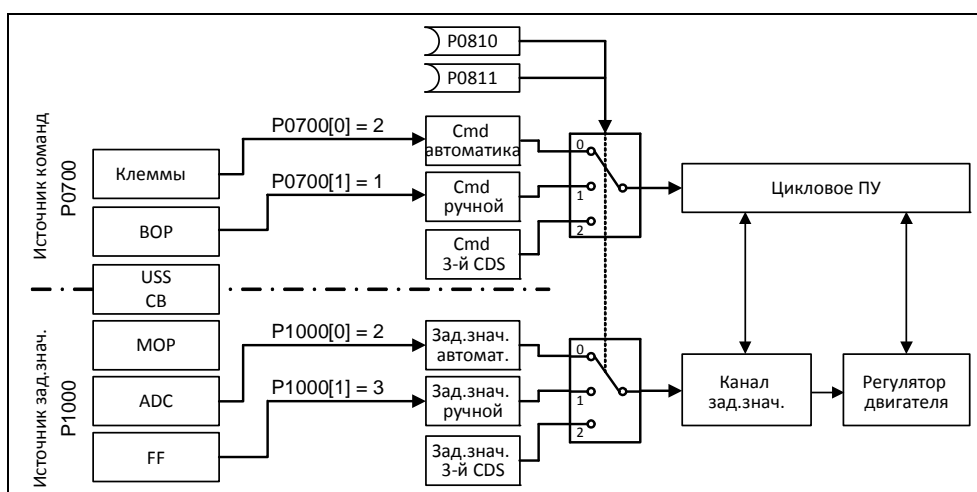 P0810
P0811
Источник команд
P0700
Клеммы
BOP
USS
CB
P0700[0] = 2
P0700[1] = 1
Cmd
автоматика
Cmd
ручной
Cmd
3-й CDS
0
1
2
Цикловое ПУ
Источник зад.знач.
P1000
MOP
ADC
FF
P1000[0] = 2
P1000[1] = 3
Зад.знач.
автомат.
Зад.знач.
ручной
Зад.знач.
3-й CDS
0
1
2
Канал
зад.знач.
Регулятор
двигателя